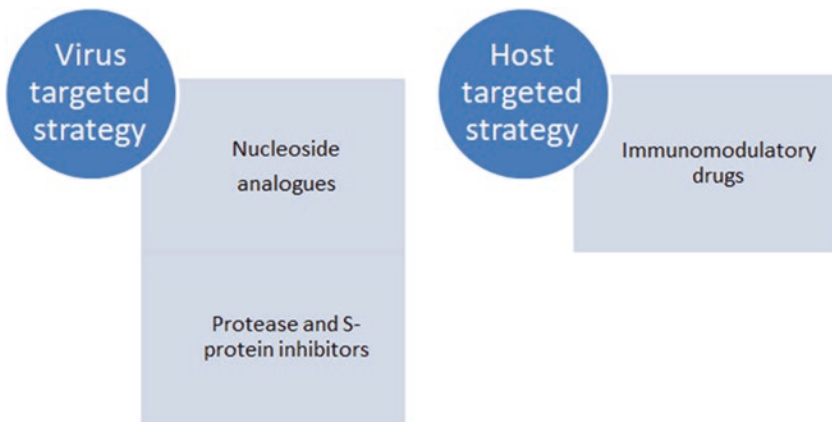 Virus
targeted
strategy
Nucleoside
analogues
Protease and S-
protein inhibitors
Host
targeted
strategy
Immunomodulatory
drugs